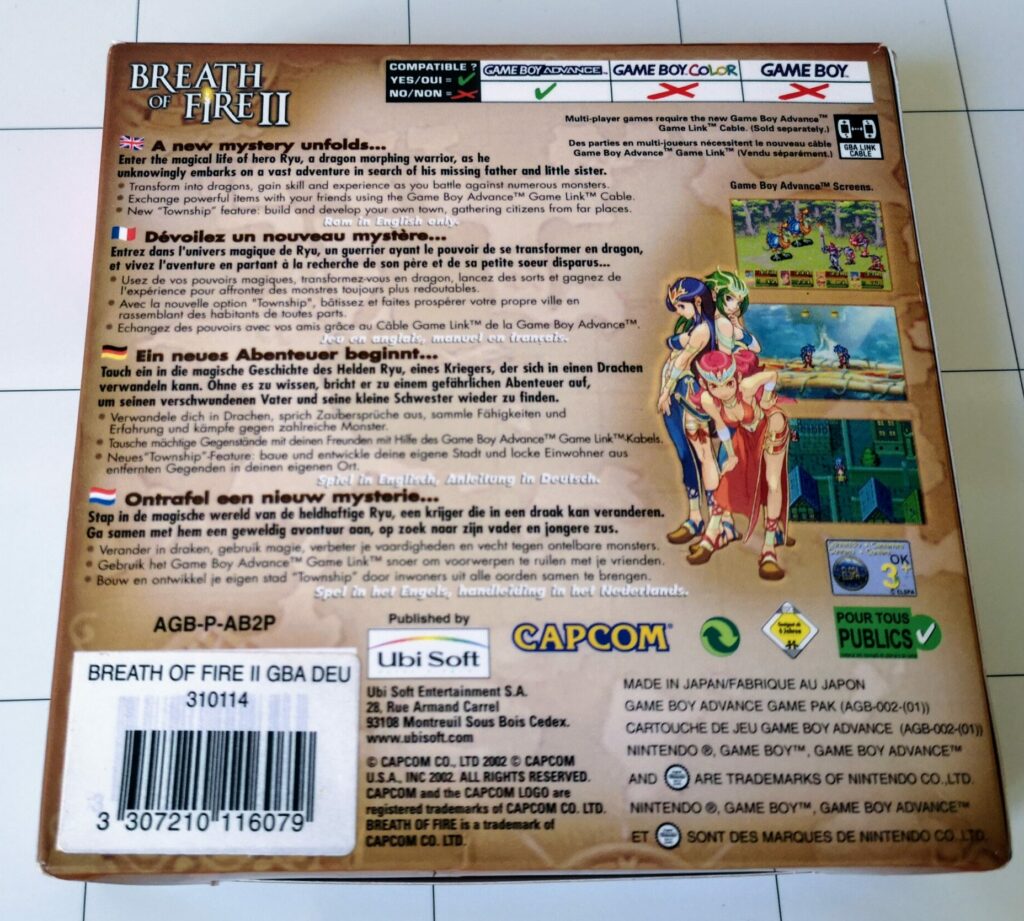 BREATH
OF FIRE II
COMPATIBLE ?
YES/OUI =
NO/NON =
GAME BOY ADVANCE™
GAME BOY COLOR
GAME BOY™
Multi-player games require the new Game Boy Advance™
Game Link™ Cable. (Sold separately.)
Des parties en multi-joueurs nécessitent le nouveau câble
Game Boy Advance™ Game Link™ (Vendu séparément.)
GBA LINK
CABLE
A new mystery unfolds...
Enter the magical life of hero Ryu, a dragon morphing warrior, as he
unknowingly embarks on a vast adventure in search of his missing father and little sister.
• Transform into dragons, gain skill and experience as you battle against numerous monsters.
• Exchange powerful items with your friends using the Game Boy Advance™ Game Link™ Cable.
• New "Township" feature: build and develop your own town, gathering citizens from far places.
Rom in English only.
Game Boy Advance™ Screens.
Dévoilez un nouveau mystère...
Entrez dans l'univers magique de Ryu, un guerrier ayant le pouvoir de se transformer en dragon,
et vivez l'aventure en partant à la recherche de son père et de sa petite soeur disparus...
• Usez de vos pouvoirs magiques, transformez-vous en dragon, lancez des sorts et gagnez de
l'expérience pour affronter des monstres toujours plus redoutables.
• Avec la nouvelle option "Township", bâtissez et faites prospérer votre propre ville en
rassemblant des habitants de toutes parts.
• Echangez des pouvoirs avec vos amis grâce au Câble Game Link™ de la Game Boy Advance™.
Jeu en anglais, manuel en français.
Ein neues Abenteuer beginnt...
Tauch ein in die magische Geschichte des Helden Ryu, eines Kriegers, der sich in einen Drachen
verwandeln kann. Ohne es zu wissen, bricht er zu einem gefährlichen Abenteuer auf,
um seinen verschwundenen Vater und seine kleine Schwester wieder zu finden.
• Verwandele dich in Drachen, sprich Zaubersprüche aus, sammle Fähigkeiten und
Erfahrung und kämpfe gegen zahlreiche Monster.
• Tausche mächtige Gegenstände mit deinen Freunden mit Hilfe des Game Boy Advance™ Game Link™-Kabels.
• Neues"Township"-Feature: baue und entwickle deine eigene Stadt und locke Einwohner aus
entfernten Gegenden in deinen eigenen Ort.
Spiel in Englisch, Anleitung in Deutsch.
Ontrafel een nieuw mysterie...
Stap in de magische wereld van de heldhaftige Ryu, een krijger die in een draak kan veranderen.
Ga samen met hem een geweldig avontuur aan, op zoek naar zijn vader en jongere zus.
• Verander in draken, gebruik magie, verbeter je vaardigheden en vecht tegen ontelbare monsters.
• Gebruik het Game Boy Advance™ Game Link™ snoer om voorwerpen te ruilen met je vrienden.
• Bouw en ontwikkel je eigen stad "Township" door inwoners uit alle oorden samen te brengen.
Spel in het Engels, handleiding in het Nederlands.
OK
3+
© ELSPA
AGB-P-AB2P
Published by
Ubi Soft
CAPCOM®
Geeignet ab
6 Jahren
POUR TOUS
PUBLICS
BREATH OF FIRE II GBA DEU
310114
3 307210 116079
Ubi Soft Entertainment S.A.
28, Rue Armand Carrel
93108 Montreuil Sous Bois Cedex.
www.ubisoft.com
© CAPCOM CO., LTD 2002 © CAPCOM
U.S.A., INC 2002. ALL RIGHTS RESERVED.
CAPCOM and the CAPCOM LOGO are
registered trademarks of CAPCOM CO. LTD.
BREATH OF FIRE is a trademark of
CAPCOM CO. LTD.
MADE IN JAPAN/FABRIQUE AU JAPON
GAME BOY ADVANCE GAME PAK (AGB-002-(01))
CARTOUCHE DE JEU GAME BOY ADVANCE (AGB-002-(01))
NINTENDO ®, GAME BOY™, GAME BOY ADVANCE™
AND ARE TRADEMARKS OF NINTENDO CO.,LTD.
NINTENDO ®, GAME BOY™, GAME BOY ADVANCE™
ET SONT DES MARQUES DE NINTENDO CO.,LTD.